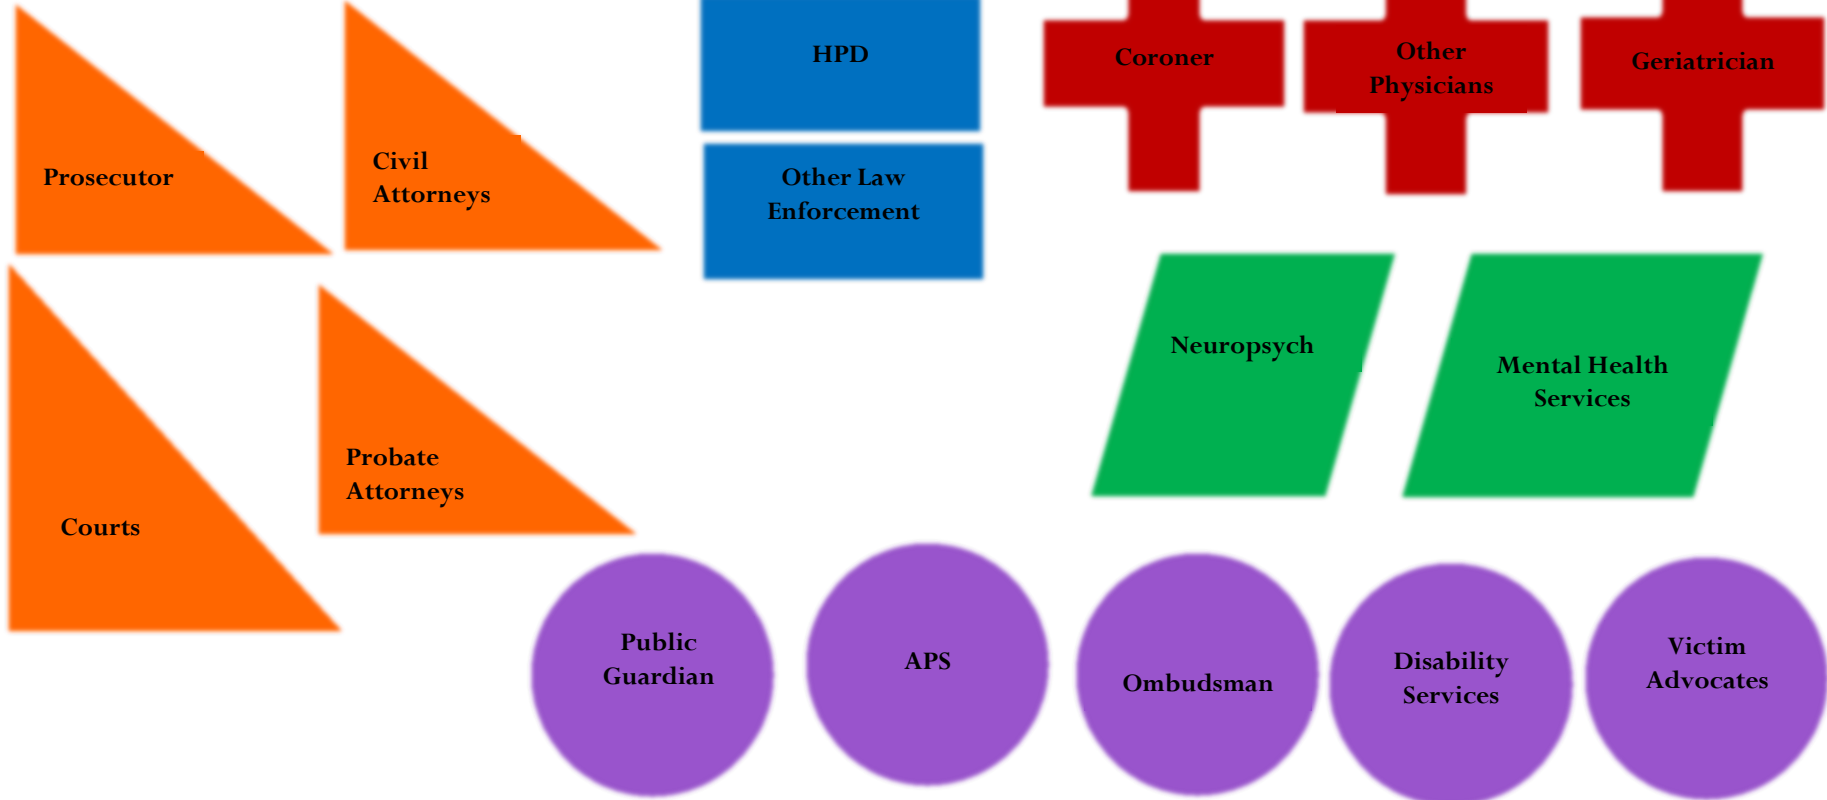 HPD
Coroner
Other
Physicians
Geriatrician
Prosecutor
Civil
Attorneys
Other Law
Enforcement
Neuropsych
Mental Health
Services
Probate
Attorneys
Courts
Public
Guardian
APS
Ombudsman
Disability
Services
Victim
Advocates